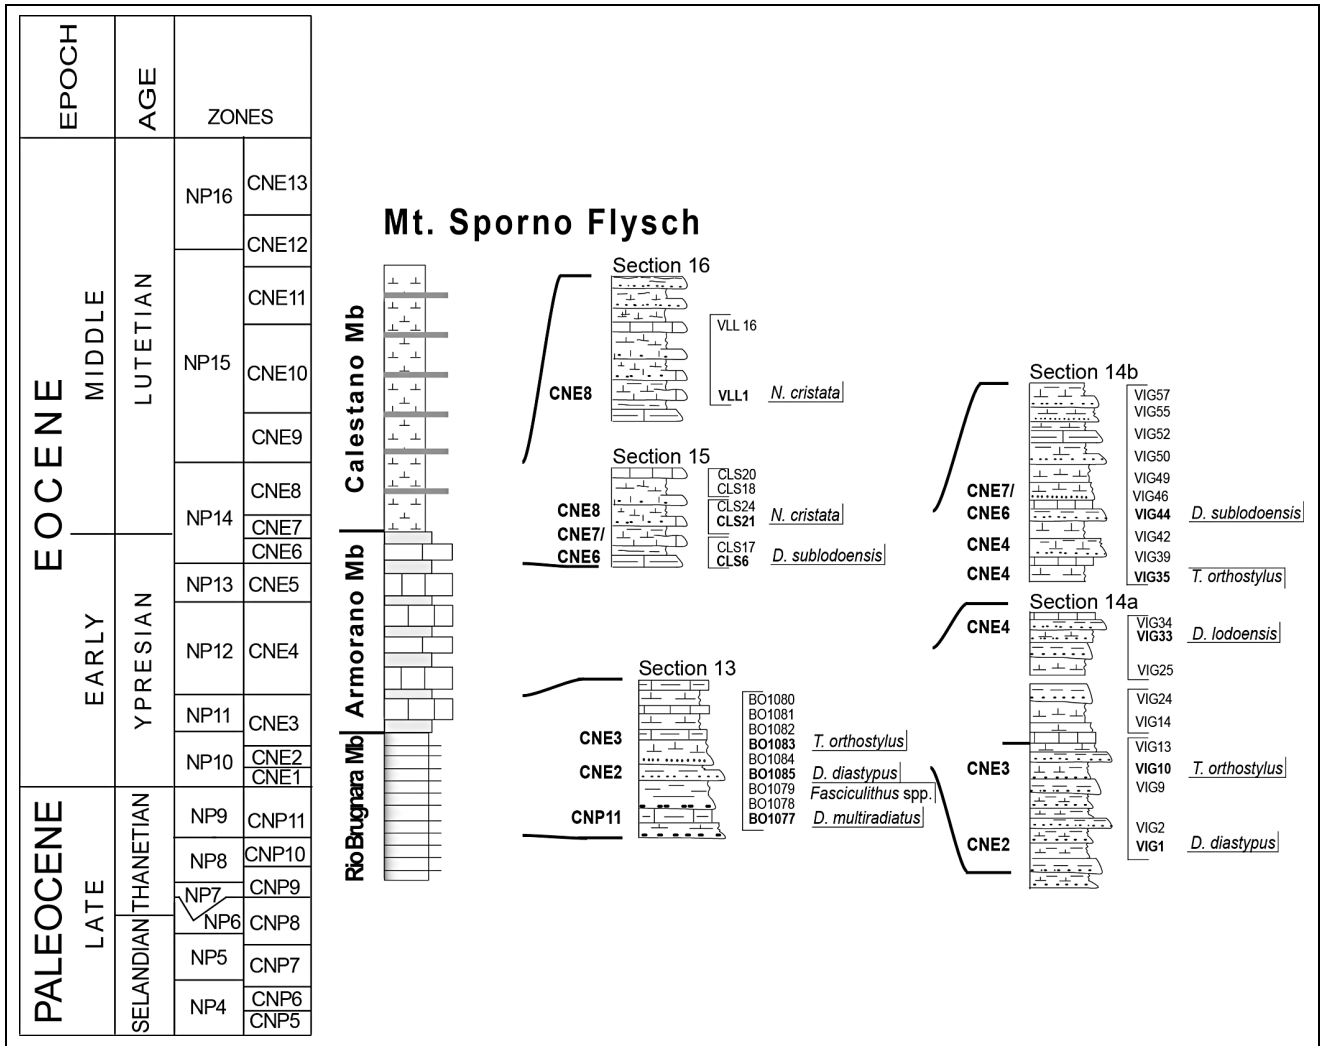 EPOCH
AGE
ZONES
EOCENE
MIDDLE
EARLY
PALEOCENE
LATE
LUTETIAN
YPRESIAN
THANETIAN
SELANDIAN
NP16
NP15
NP14
NP13
NP12
NP11
NP10
NP9
NP8
NP7
NP6
NP5
NP4
CNE13
CNE12
CNE11
CNE10
CNE9
CNE8
CNE7
CNE6
CNE5
CNE4
CNE3
CNE2
CNE1
CNP11
CNP10
CNP9
CNP8
CNP7
CNP6
CNP5
Mt. Sporno Flysch
Calestano Mb
Armorano Mb
Rio Brugnara Mb
Section 16
VLL 16
CNE8
VLL1
N. cristata
Section 15
CLS20
CLS18
CNE8
CLS24
CLS21
N. cristata
CNE7/
CNE6
CLS17
CLS6
D. sublodoensis
Section 13
BO1080
BO1081
BO1082
CNE3
BO1083
T. orthostylus
BO1084
CNE2
BO1085
D. diastypus
BO1079
Fasciculithus spp.
BO1078
CNP11
BO1077
D. multiradiatus
Section 14b
VIG57
VIG55
VIG52
VIG50
VIG49
VIG46
CNE7/
CNE6
VIG44
D. sublodoensis
VIG42
CNE4
VIG39
CNE4
VIG35
T. orthostylus
Section 14a
VIG34
CNE4
VIG33
D. lodoensis
VIG25
VIG24
VIG14
VIG13
CNE3
VIG10
T. orthostylus
VIG9
VIG2
CNE2
VIG1
D. diastypus